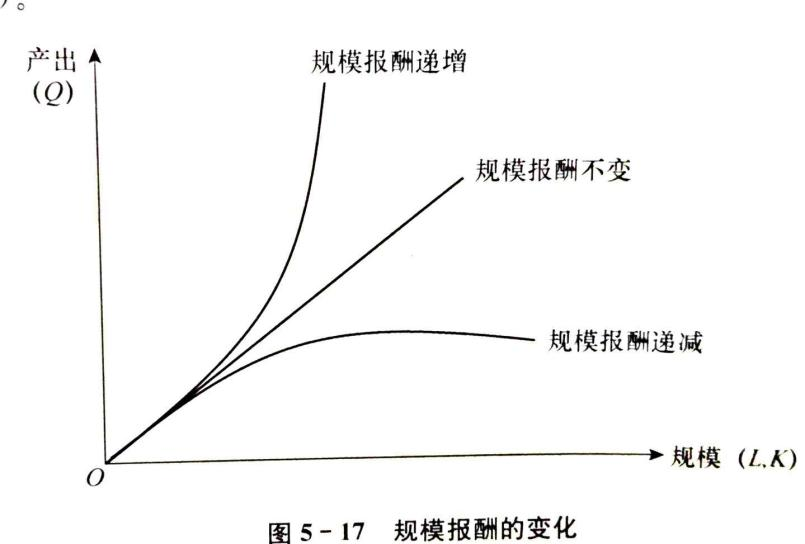 ）。
产出
(Q)
规模报酬递增
规模报酬不变
规模报酬递减
规模 (L,K)
O
图 5-17 规模报酬的变化